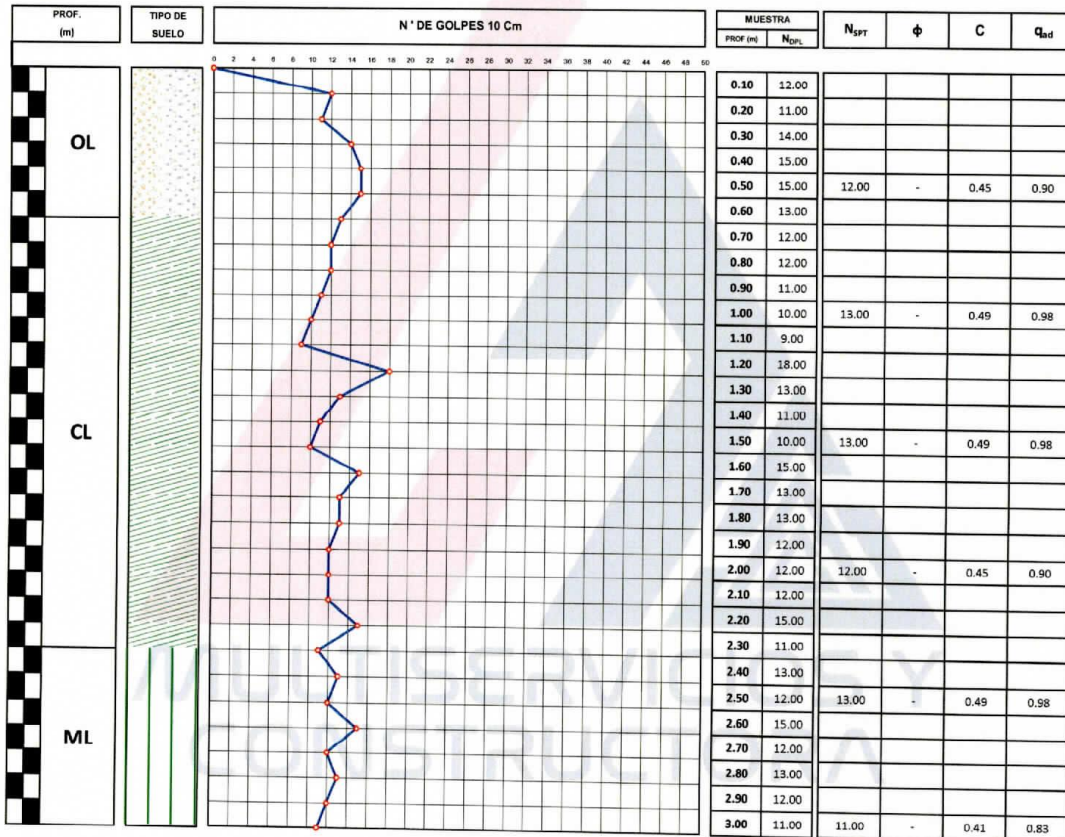 PROF. (m) TIPO DE SUELO N ' DE GOLPES 10 Cm MUESTRA N_SPT ϕ C q_ad
PROF (m) N_DPL
0 2 4 6 8 10 12 14 16 18 20 22 24 26 28 30 32 34 36 38 40 42 44 46 48 50
0.10 12.00
0.20 11.00
OL
0.30 14.00
0.40 15.00
0.50 15.00 12.00 - 0.45 0.90
0.60 13.00
0.70 12.00
0.80 12.00
0.90 11.00
1.00 10.00 13.00 - 0.49 0.98
1.10 9.00
1.20 18.00
1.30 13.00
1.40 11.00
CL
1.50 10.00 13.00 - 0.49 0.98
1.60 15.00
1.70 13.00
1.80 13.00
1.90 12.00
2.00 12.00 12.00 - 0.45 0.90
2.10 12.00
2.20 15.00
2.30 11.00
2.40 13.00
2.50 12.00 13.00 - 0.49 0.98
2.60 15.00
ML
2.70 12.00
2.80 13.00
2.90 12.00
3.00 11.00 11.00 - 0.41 0.83
MULTISERVICIOS Y
CONSTRUCTORA